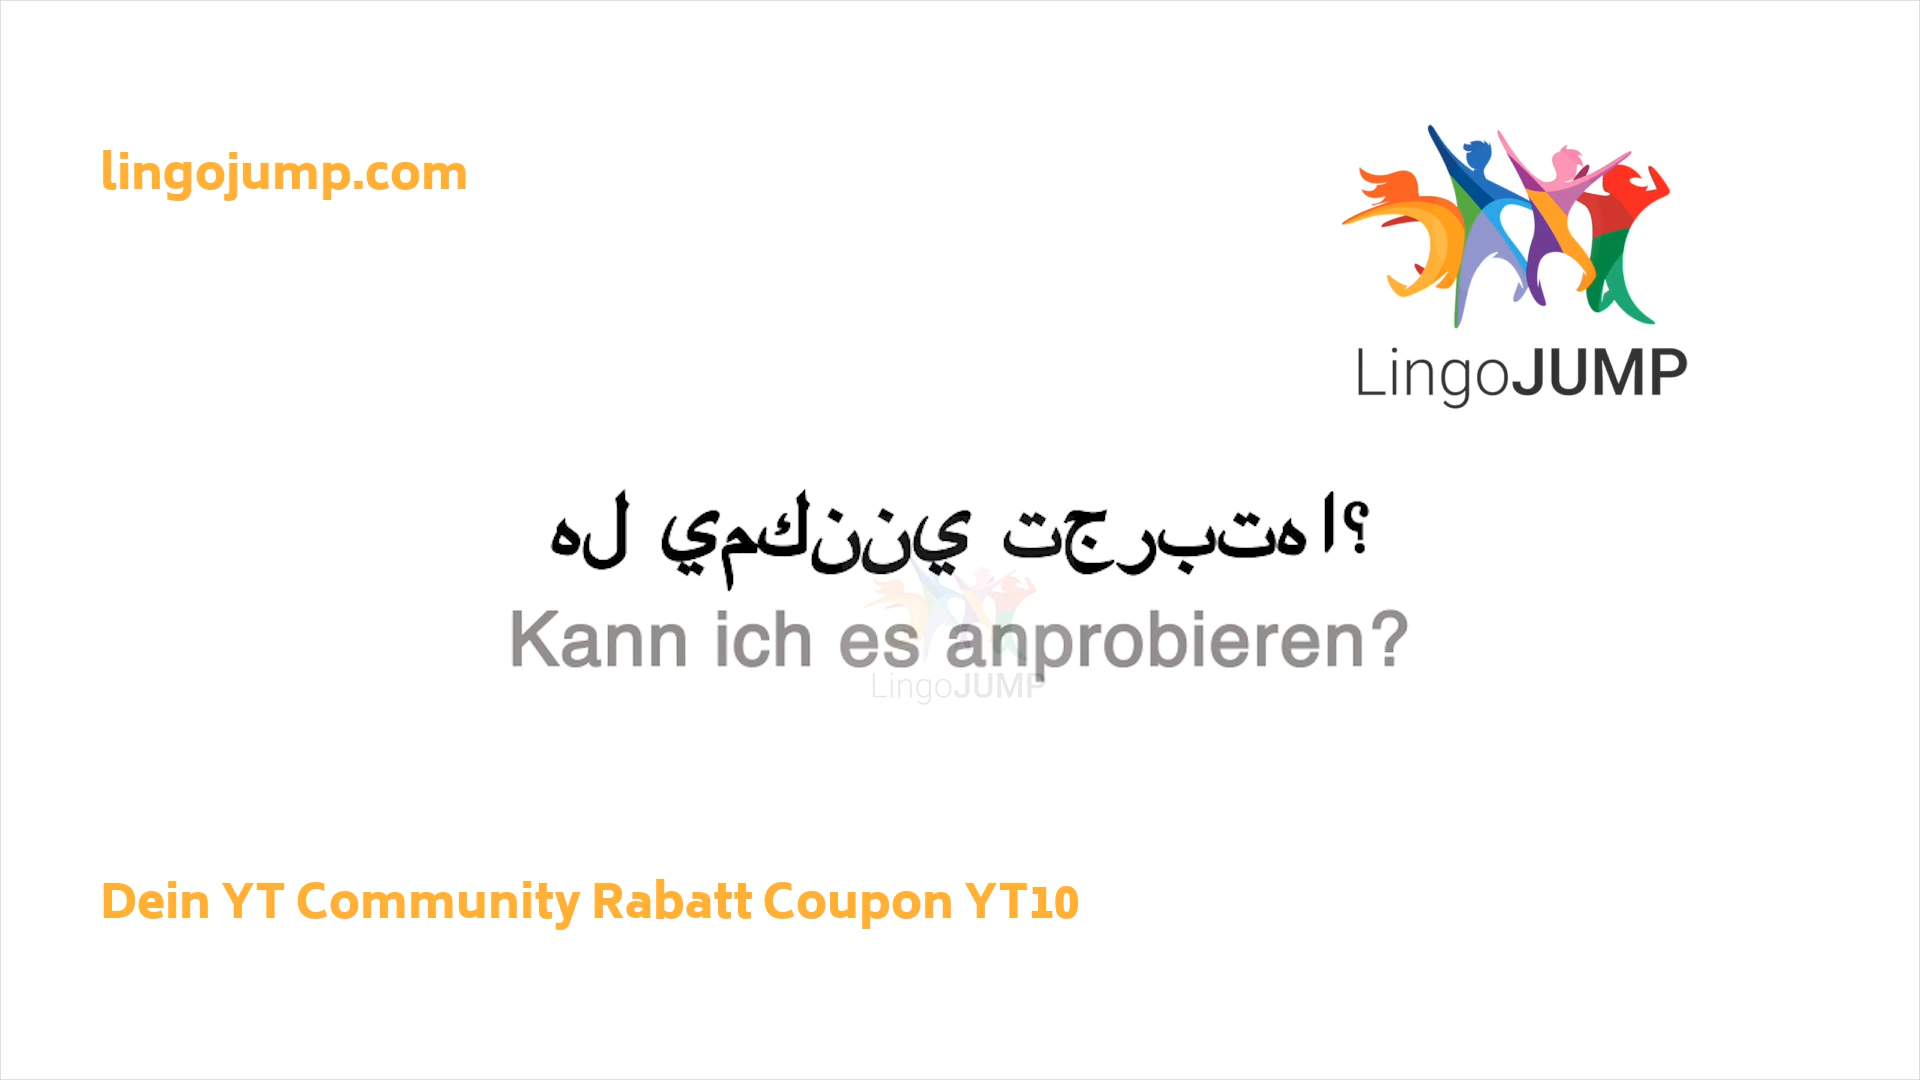 lingojump.com
LingoJUMP
هل يمكنني تجربتها؟
Kann ich es anprobieren?
LingoJUMP
Dein YT Community Rabatt Coupon YT10